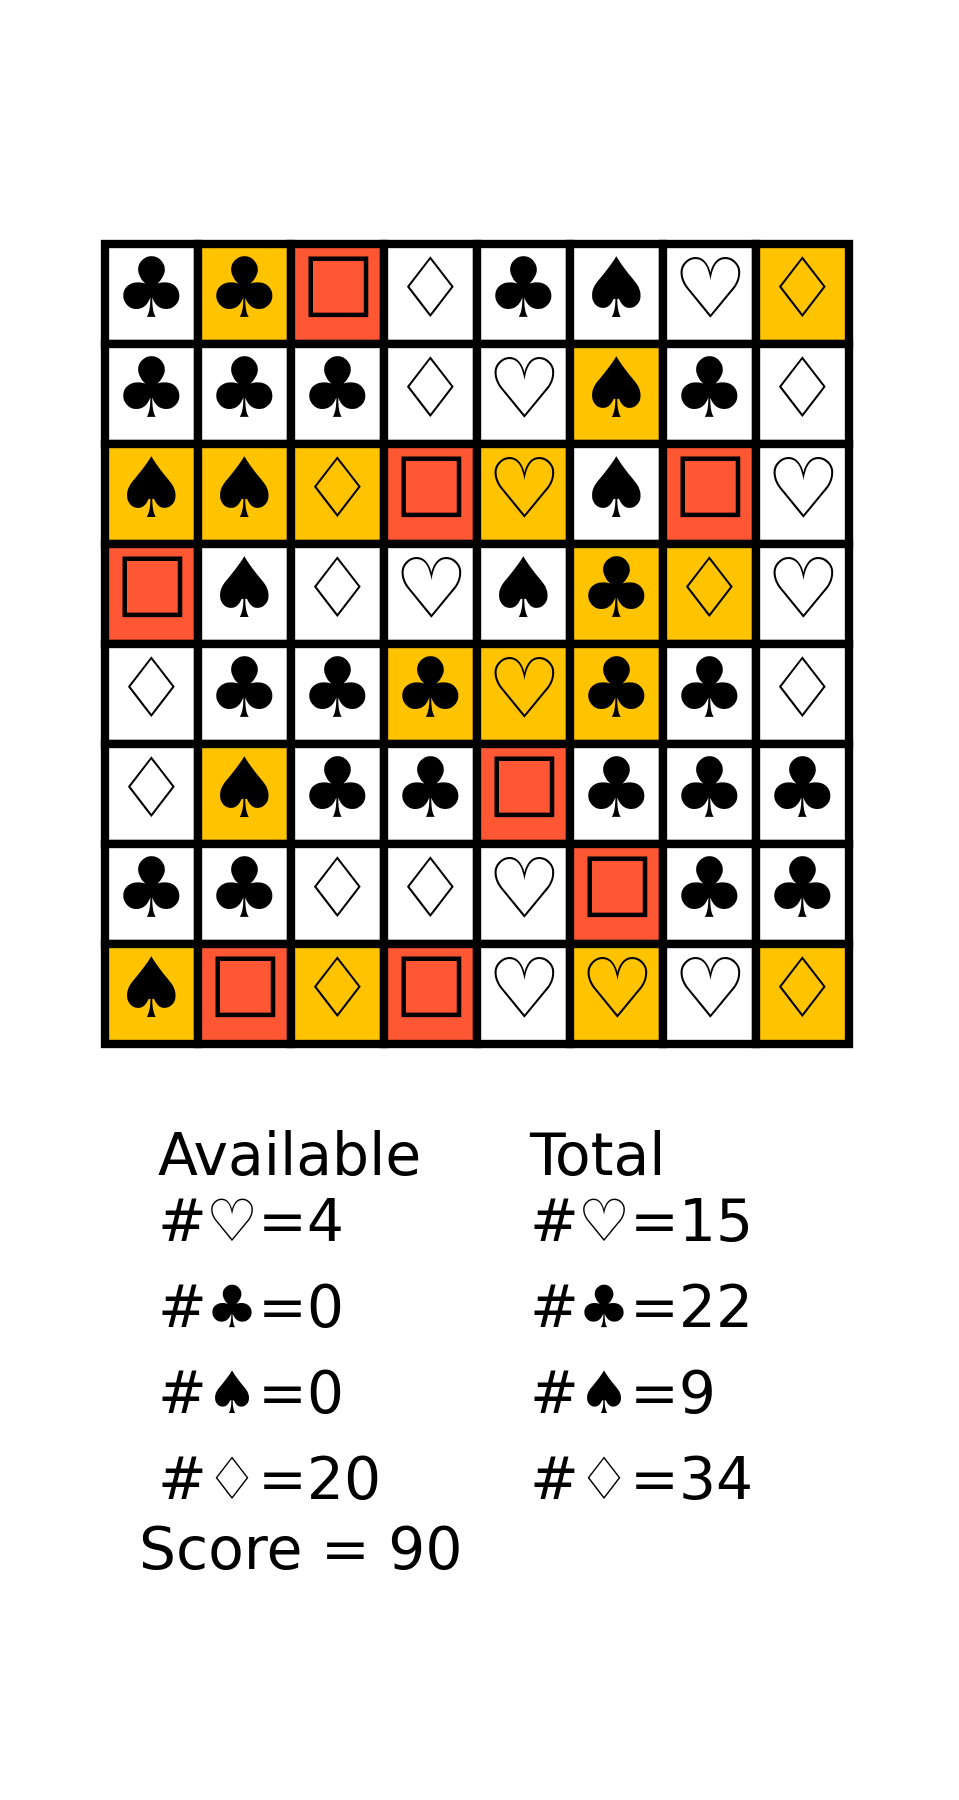 ♣ ♣ □ ♢ ♣ ♠ ♡ ♢
♣ ♣ ♣ ♢ ♡ ♠ ♣ ♢
♠ ♠ ♢ □ ♡ ♠ □ ♡
□ ♠ ♢ ♡ ♠ ♣ ♢ ♡
♢ ♣ ♣ ♣ ♡ ♣ ♣ ♢
♢ ♠ ♣ ♣ □ ♣ ♣ ♣
♣ ♣ ♢ ♢ ♡ □ ♣ ♣
♠ □ ♢ □ ♡ ♡ ♡ ♢
Available Total
#♡=4 #♡=15
#♣=0 #♣=22
#♠=0 #♠=9
#♢=20 #♢=34
Score = 90